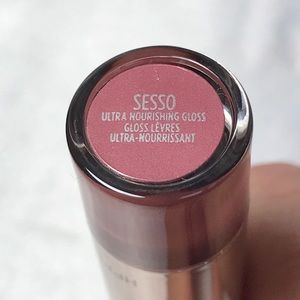 SESSO
ULTRA NOURISHING GLOSS
GLOSS LÈVRES
ULTRA-NOURRISSANT